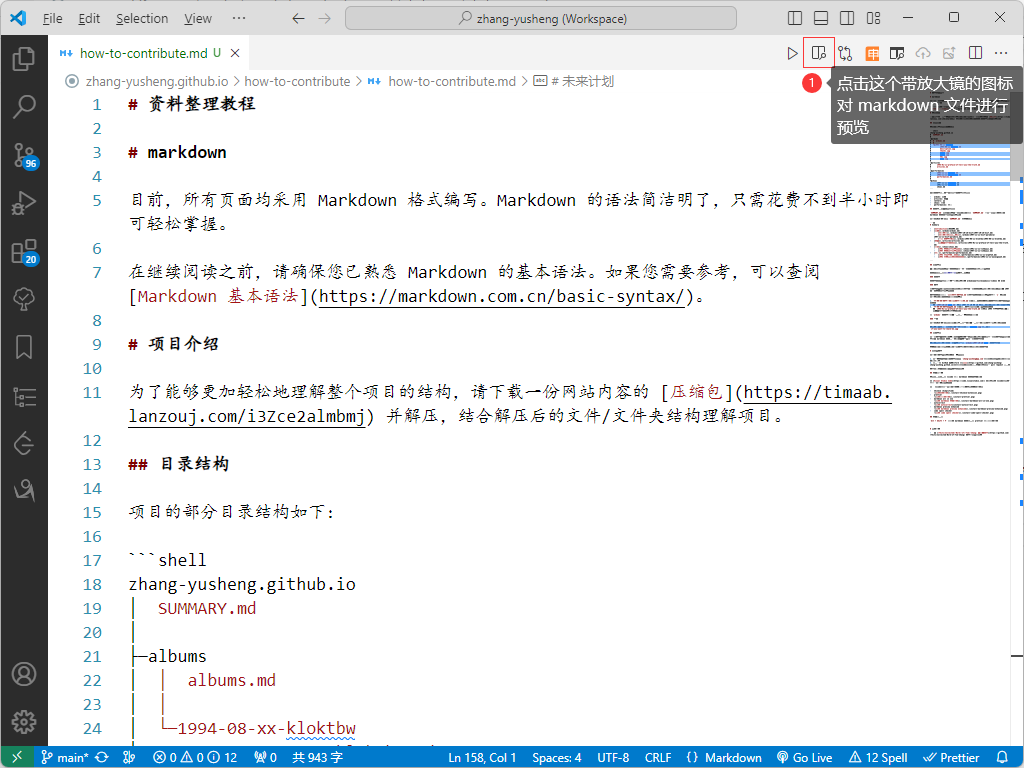 File Edit Selection View ··· zhang-yusheng (Workspace)
how-to-contribute.md U
zhang-yusheng.github.io > how-to-contribute > how-to-contribute.md > abc # 未来计划
1
点击这个带放大镜的图标
对 markdown 文件进行
预览
1 # 资料整理教程
2
3 # markdown
4
5 目前，所有页面均采用 Markdown 格式编写。Markdown 的语法简洁明了，只需花费不到半小时即
可轻松掌握。
6
7 在继续阅读之前，请确保您已熟悉 Markdown 的基本语法。如果您需要参考，可以查阅
[Markdown 基本语法](https://markdown.com.cn/basic-syntax/)。
8
9 # 项目介绍
10
11 为了能够更加轻松地理解整个项目的结构，请下载一份网站内容的 [压缩包](https://timaab.
lanzouj.com/i3Zce2almbmj) 并解压，结合解压后的文件/文件夹结构理解项目。
12
13 ## 目录结构
14
15 项目的部分目录结构如下：
16
17 ```shell
18 zhang-yusheng.github.io
19 │  SUMMARY.md
20 │
21 ├─albums
22 │  │  albums.md
23 │  │
24 │  └─1994-08-xx-kloktbw
96
20
main* 0 0 12 0 共 943 字 Ln 158, Col 1 Spaces: 4 UTF-8 CRLF {} Markdown Go Live 12 Spell Prettier